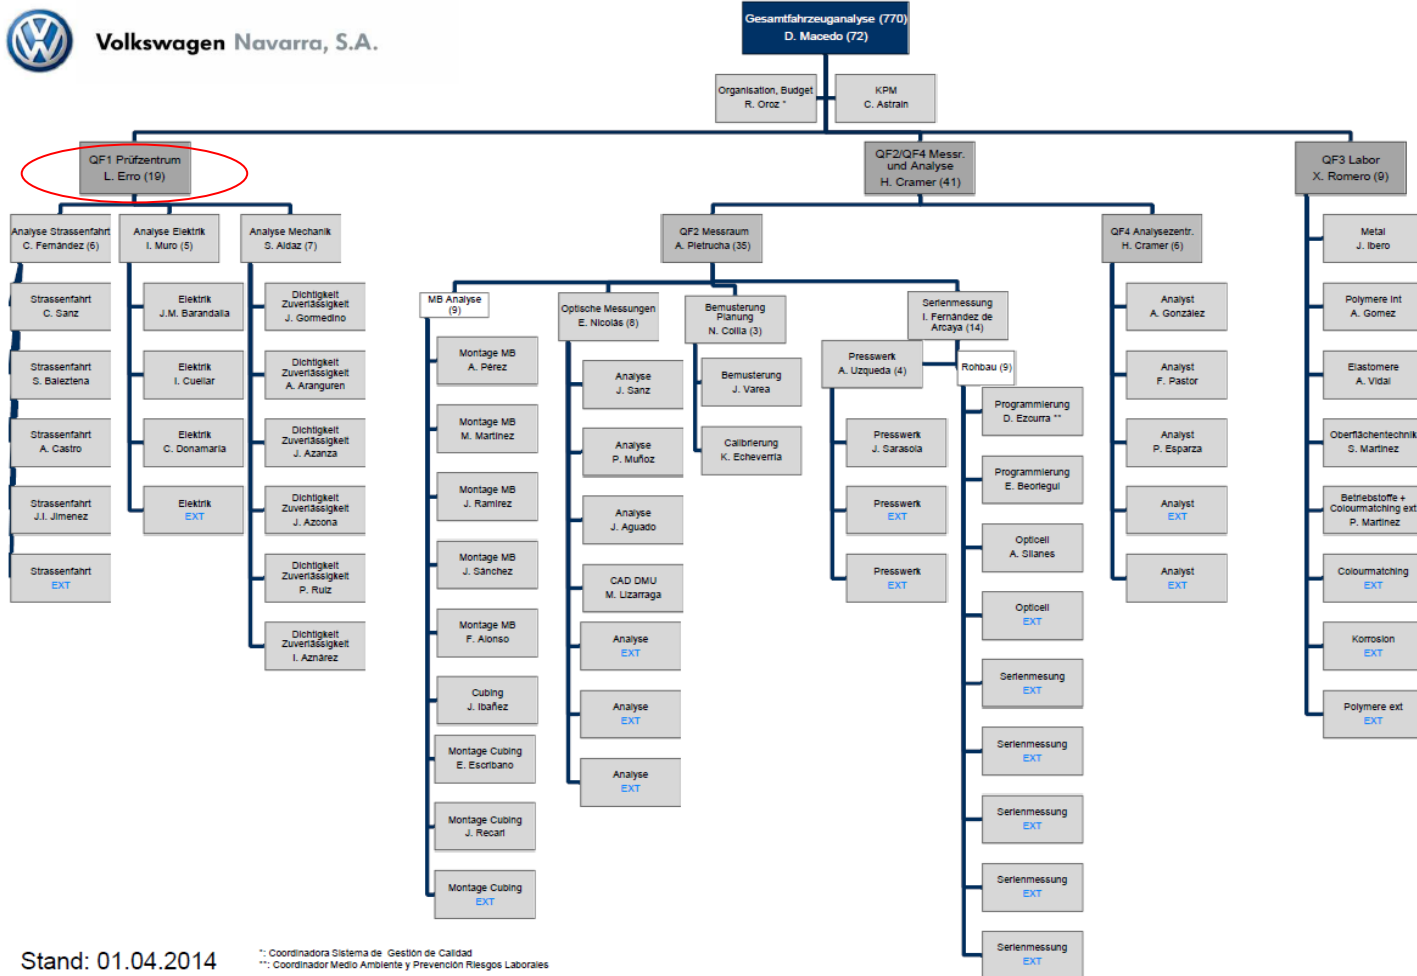 Volkswagen Navarra, S.A.
Gesamtfahrzeuganalyse (770)
D. Macedo (72)
Organisation, Budget
R. Oroz *
KPM
C. Astrain
QF1 Prüfzentrum
L. Erro (19)
QF2/QF4 Messr.
und Analyse
H. Cramer (41)
QF3 Labor
X. Romero (9)
Analyse Strassenfahrt
C. Fernández (6)
Analyse Elektrik
I. Muro (5)
Analyse Mechanik
S. Aldaz (7)
QF2 Messraum
A. Pietrucha (35)
QF4 Analysezentr.
H. Cramer (6)
Strassenfahrt
C. Sanz
Strassenfahrt
S. Baleztena
Strassenfahrt
A. Castro
Strassenfahrt
J.I. Jimenez
Strassenfahrt
EXT
Elektrik
J.M. Barandalla
Elektrik
I. Cuellar
Elektrik
C. Donamaria
Elektrik
EXT
Dichtigkeit
Zuverlässigkeit
J. Gormedino
Dichtigkeit
Zuverlässigkeit
A. Aranguren
Dichtigkeit
Zuverlässigkeit
J. Azanza
Dichtigkeit
Zuverlässigkeit
J. Azcona
Dichtigkeit
Zuverlässigkeit
P. Ruiz
Dichtigkeit
Zuverlässigkeit
I. Aznárez
MB Analyse
(9)
Montage MB
A. Pérez
Montage MB
M. Martínez
Montage MB
J. Ramirez
Montage MB
J. Sánchez
Montage MB
F. Alonso
Cubing
J. Ibañez
Montage Cubing
E. Escribano
Montage Cubing
J. Recarl
Montage Cubing
EXT
Optische Messungen
E. Nicolás (8)
Analyse
J. Sanz
Analyse
P. Muñoz
Analyse
J. Aguado
CAD DMU
M. Lizarraga
Analyse
EXT
Analyse
EXT
Analyse
EXT
Bemusterung
Planung
N. Colila (3)
Bemusterung
J. Varea
Calibrierung
K. Echeverria
Serienmessung
I. Fernández de
Arcaya (14)
Presswerk
A. Uzqueda (4)
Presswerk
J. Sarasola
Presswerk
EXT
Presswerk
EXT
Rohbau (9)
Programmierung
D. Ezcurra **
Programmierung
E. Beorlegui
Opticell
A. Sllanes
Opticell
EXT
Serienmesung
EXT
Serienmessung
EXT
Serienmessung
EXT
Serienmessung
EXT
Serienmessung
EXT
Analyst
A. González
Analyst
F. Pastor
Analyst
P. Esparza
Analyst
EXT
Analyst
EXT
Metal
J. Ibero
Polymere int
A. Gomez
Elastomere
A. Vidal
Oberflächentechnik
S. Martinez
Betriebstoffe +
Colourmatching ext
P. Martinez
Colourmatching
EXT
Korrosion
EXT
Polymere ext
EXT
Stand: 01.04.2014
*: Coordinadora Sistema de Gestión de Calidad
**: Coordinador Medio Ambiente y Prevención Riesgos Laborales